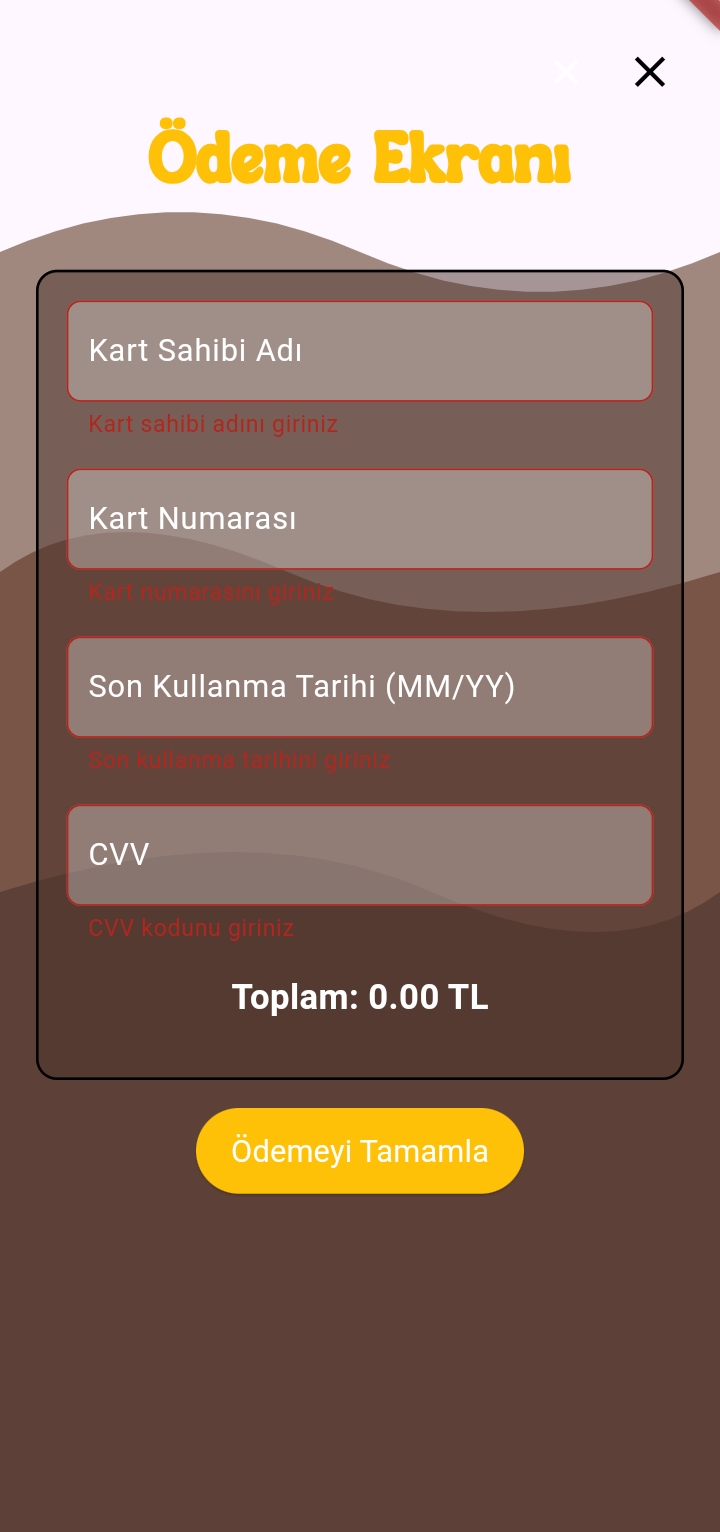 Ödeme Ekranı
Kart Sahibi Adı
Kart sahibi adını giriniz
Kart Numarası
Kart numarasını giriniz
Son Kullanma Tarihi (MM/YY)
Son kullanma tarihini giriniz
CVV
CVV kodunu giriniz
Toplam: 0.00 TL
Ödemeyi Tamamla